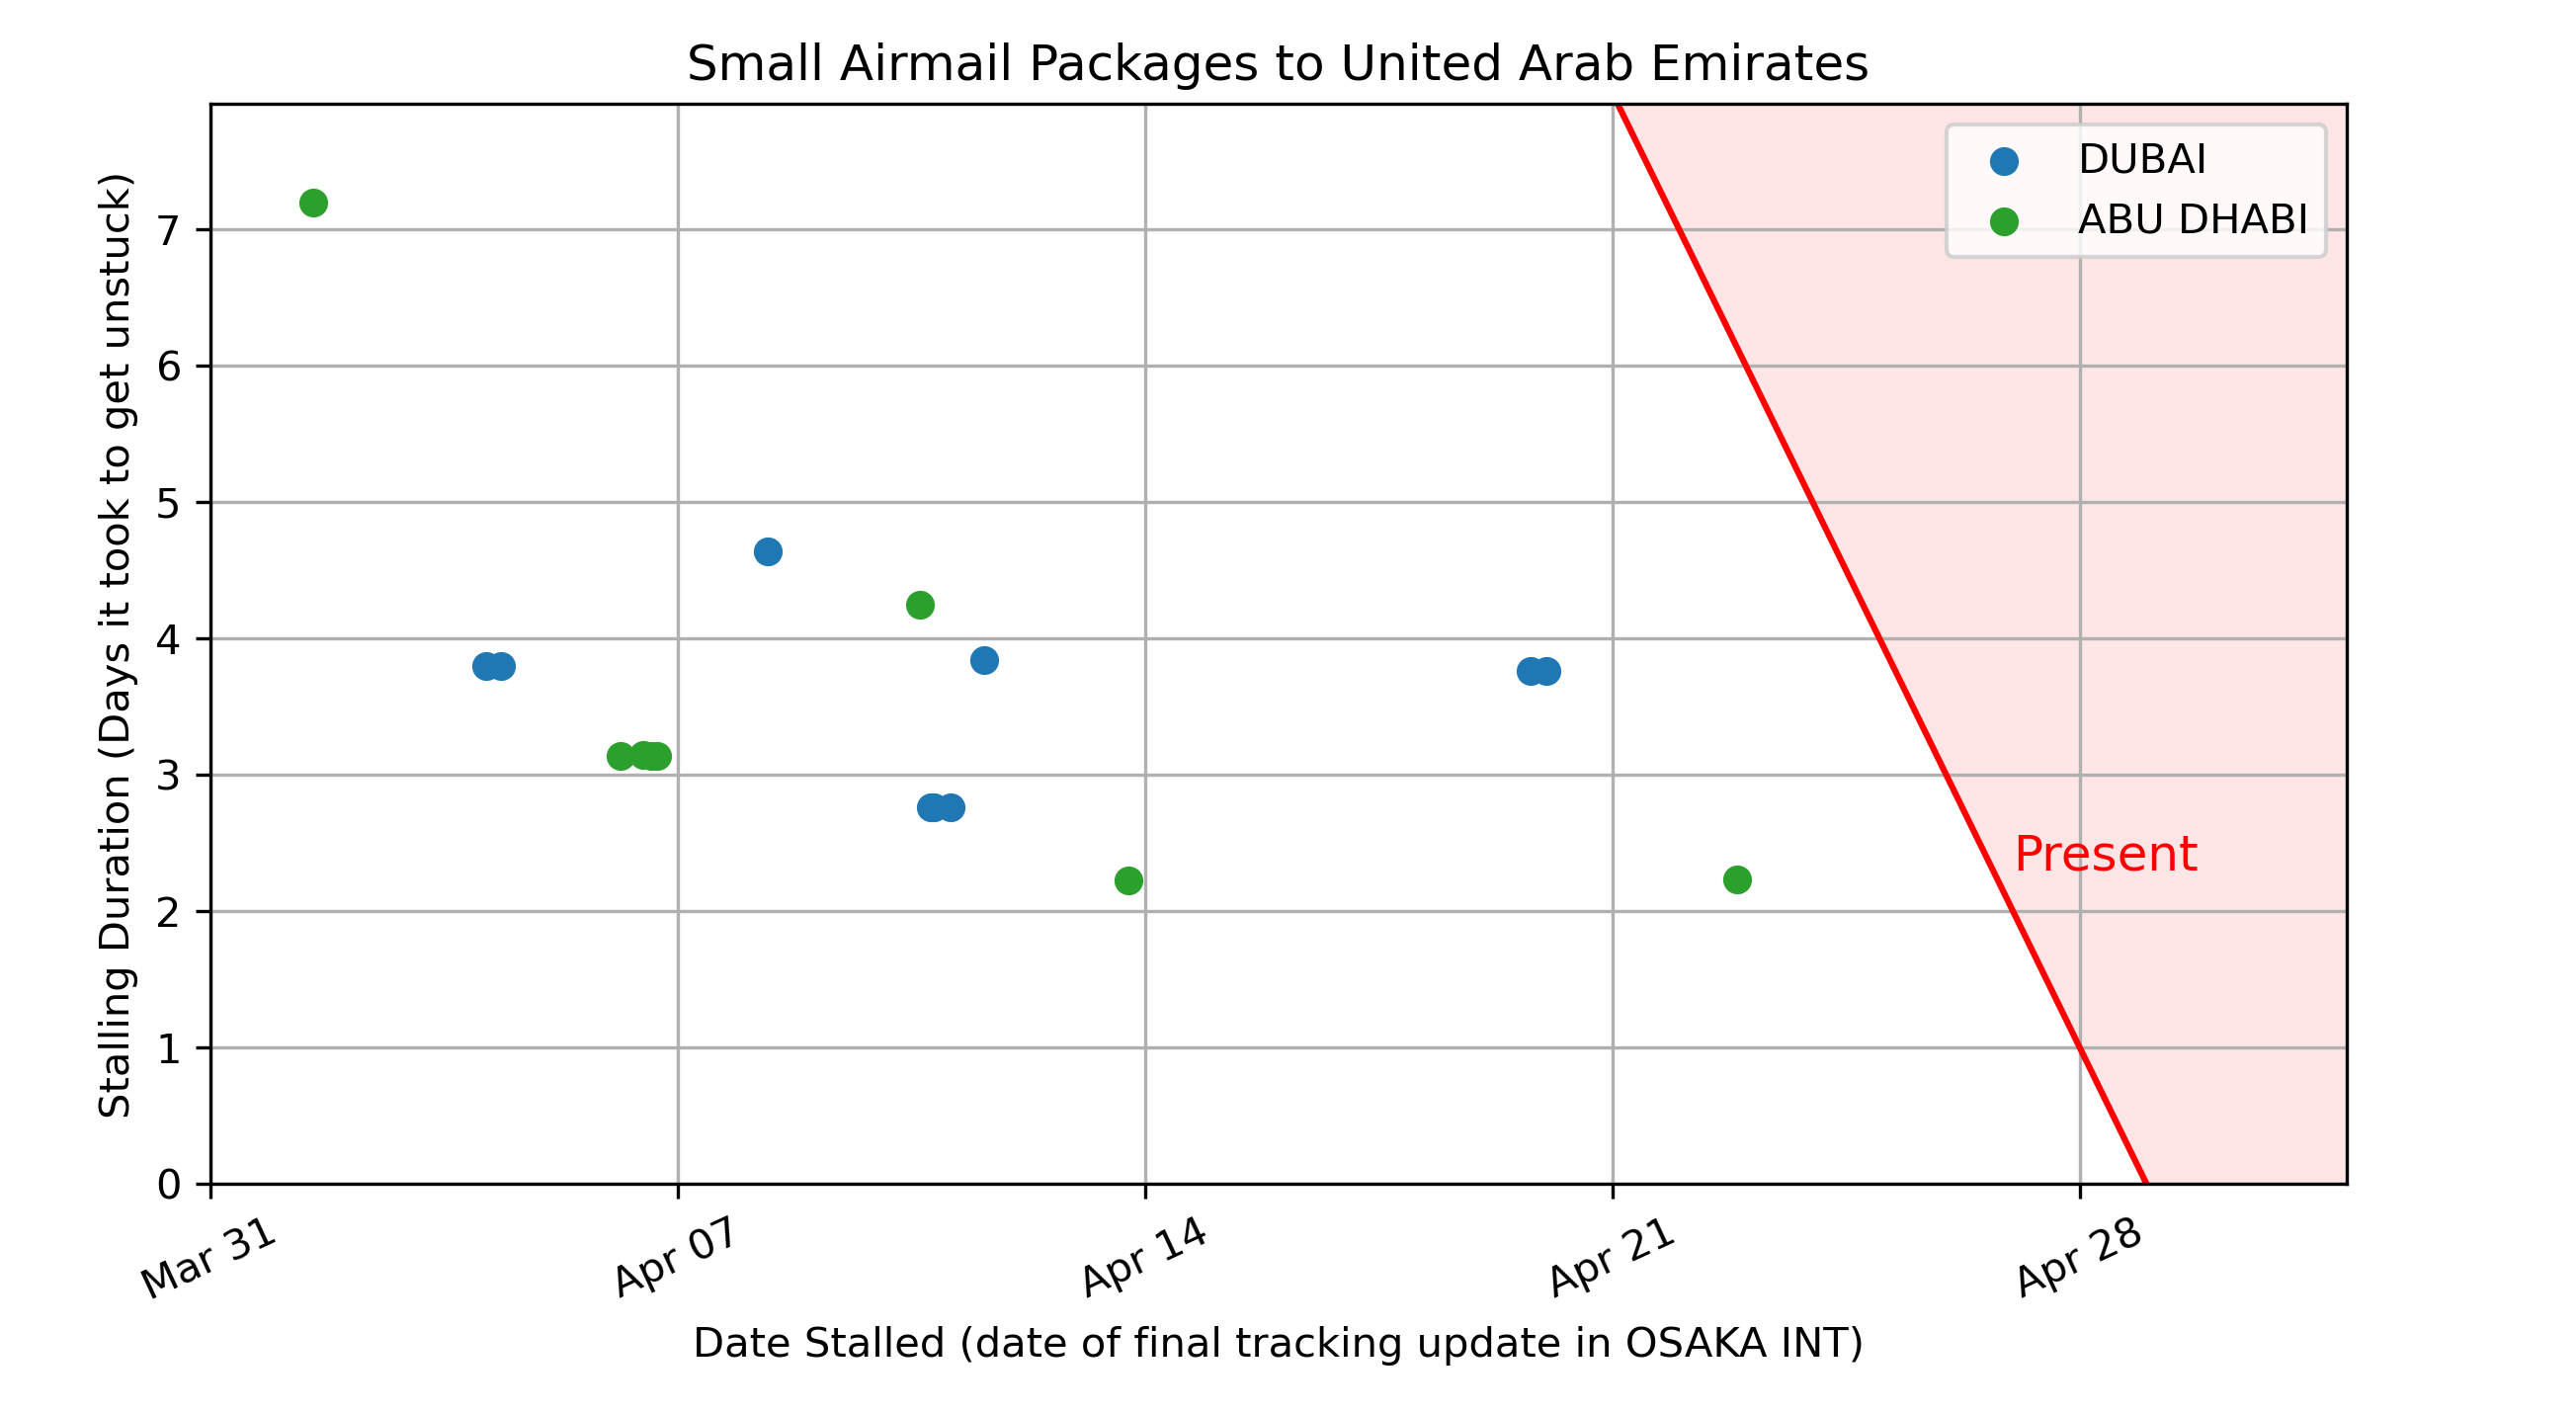 Small Airmail Packages to United Arab Emirates
DUBAI
ABU DHABI
Stalling Duration (Days it took to get unstuck)
7
6
5
4
3
2
1
0
Present
Mar 31
Apr 07
Apr 14
Apr 21
Apr 28
Date Stalled (date of final tracking update in OSAKA INT)